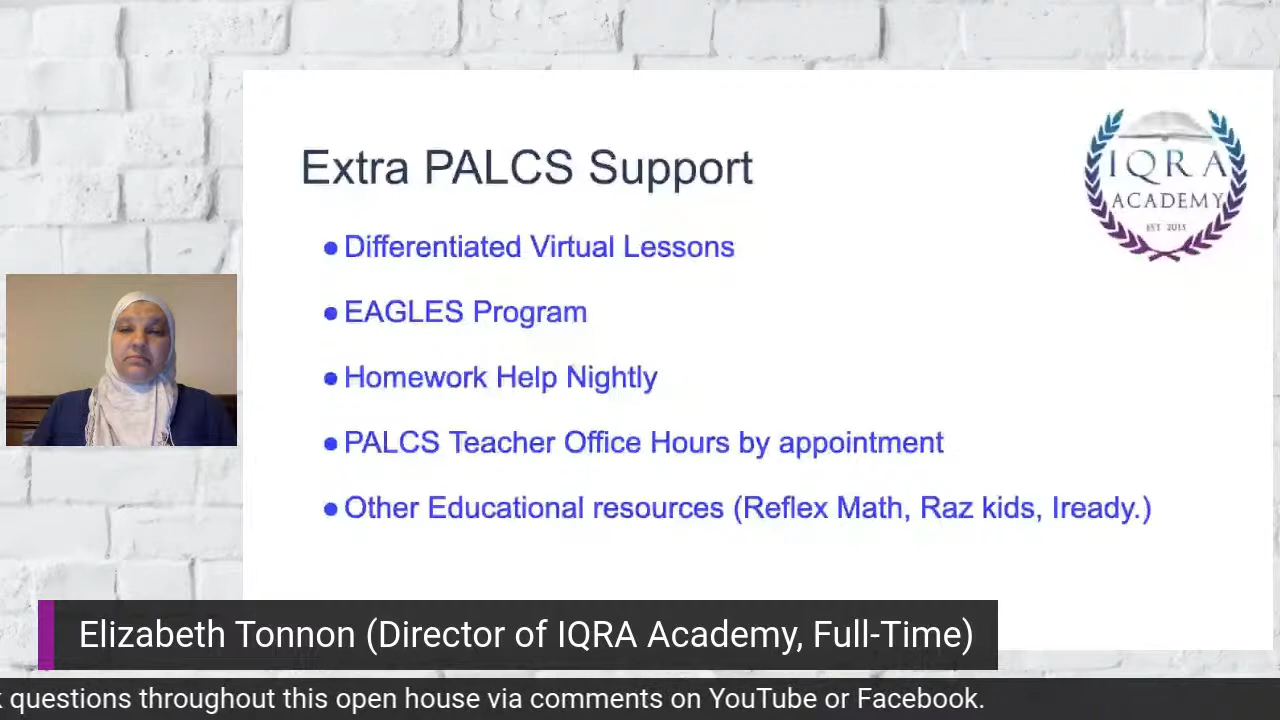 Extra PALCS Support
IQRA
ACADEMY
EST 2015
● Differentiated Virtual Lessons
● EAGLES Program
● Homework Help Nightly
● PALCS Teacher Office Hours by appointment
● Other Educational resources (Reflex Math, Raz kids, Iready.)
Elizabeth Tonnon (Director of IQRA Academy, Full-Time)
questions throughout this open house via comments on YouTube or Facebook.